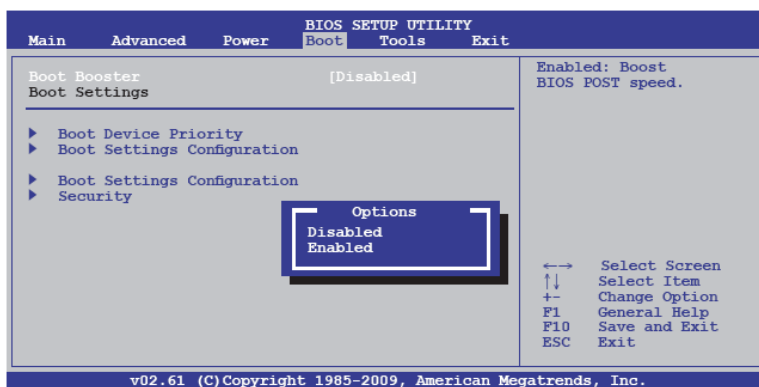 BIOS SETUP UTILITY
Main Advanced Power Boot Tools Exit
Boot Booster [Disabled]
Boot Settings
Boot Device Priority
Boot Settings Configuration
Boot Settings Configuration
Security
Options
Disabled
Enabled
Enabled: Boost
BIOS POST speed.
←→ Select Screen
↑↓ Select Item
+- Change Option
F1 General Help
F10 Save and Exit
ESC Exit
v02.61 (C)Copyright 1985-2009, American Megatrends, Inc.